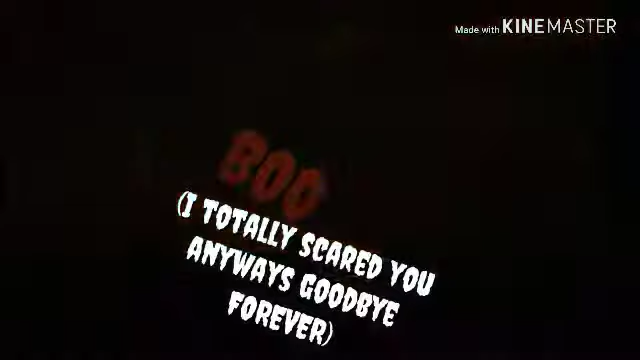 Made with KINEMASTER
BOO
(I TOTALLY SCARED YOU
ANYWAYS GOODBYE
FOREVER)